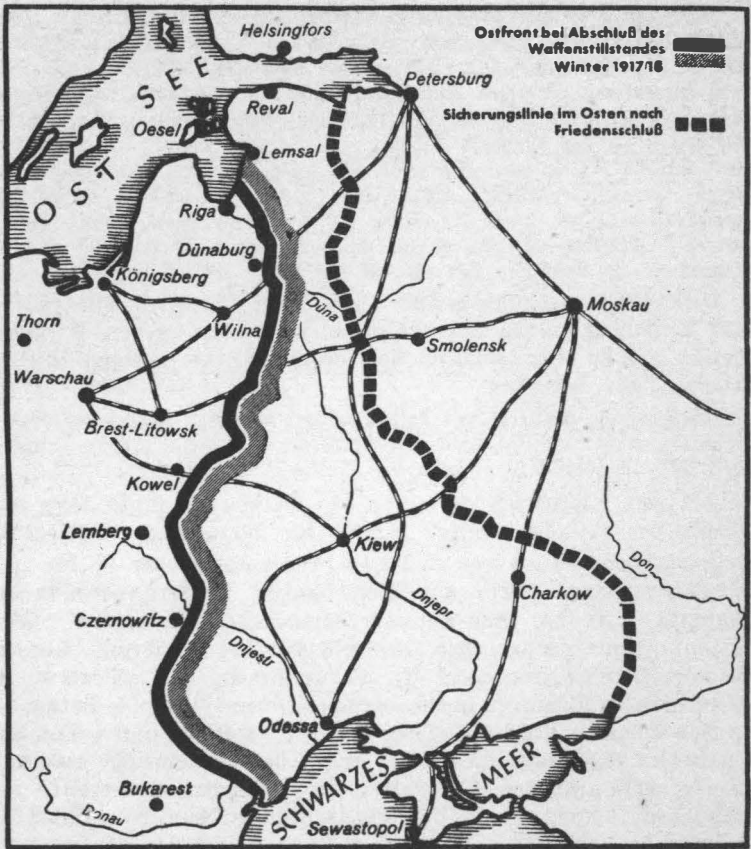 Helsingfors
Ostfront bei Abschluß des
Waffenstillstandes
Winter 1917/18
Petersburg
Sicherungslinie im Osten nach
Friedensschluß
OST SEE
Reval
Oesel
Lemsal
Riga
Dünaburg
Königsberg
Düna
Moskau
Thorn
Wilna
Smolensk
Warschau
Brest-Litowsk
Kowel
Lemberg
Kiew
Don
Charkow
Czernowitz
Dnjepr
Dnjestr
Odessa
Bukarest
Donau
SCHWARZES MEER
Sewastopol